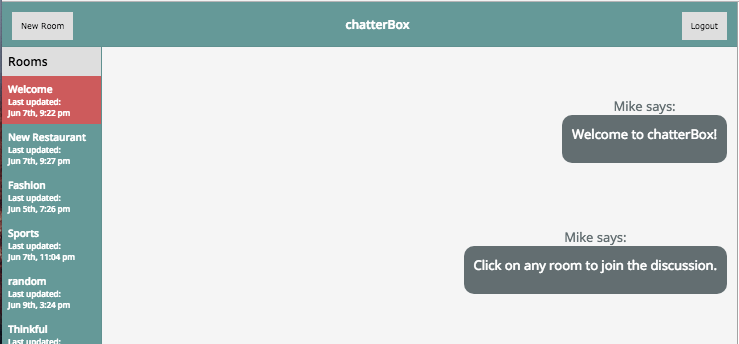 New Room
chatterBox
Logout
Rooms
Welcome
Last updated:
Jun 7th, 9:22 pm
New Restaurant
Last updated:
Jun 7th, 9:27 pm
Fashion
Last updated:
Jun 5th, 7:26 pm
Sports
Last updated:
Jun 7th, 11:04 pm
random
Last updated:
Jun 9th, 3:24 pm
Thinkful
Last updated:
Mike says:
Welcome to chatterBox!
Mike says:
Click on any room to join the discussion.